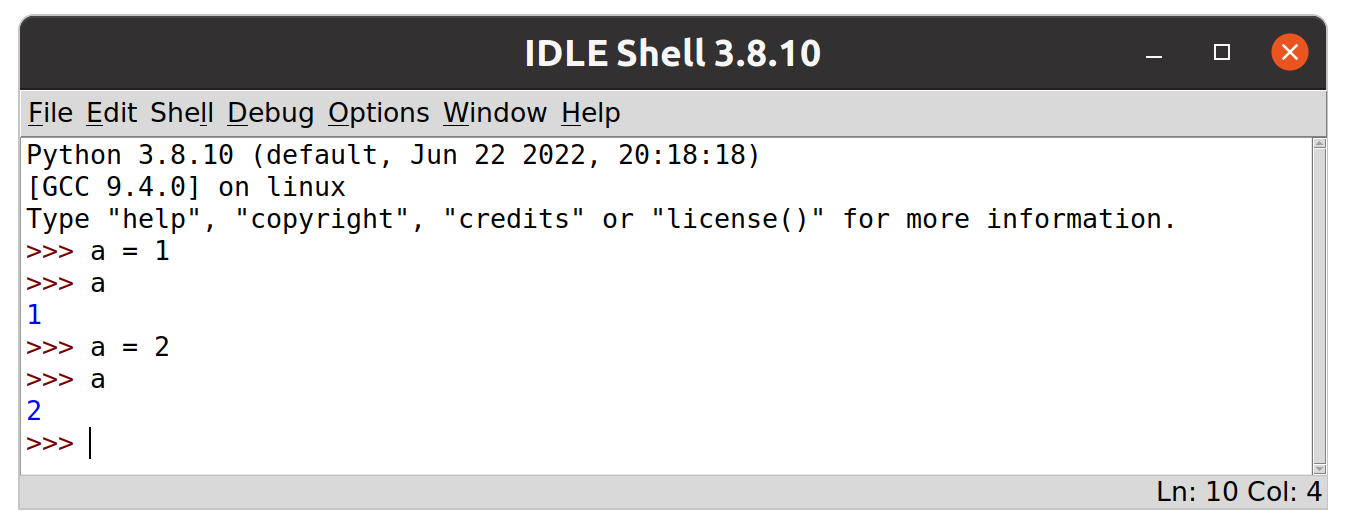 IDLE Shell 3.8.10
File Edit Shell Debug Options Window Help
Python 3.8.10 (default, Jun 22 2022, 20:18:18)
[GCC 9.4.0] on linux
Type "help", "copyright", "credits" or "license()" for more information.
>>> a = 1
>>> a
1
>>> a = 2
>>> a
2
>>>
Ln: 10 Col: 4